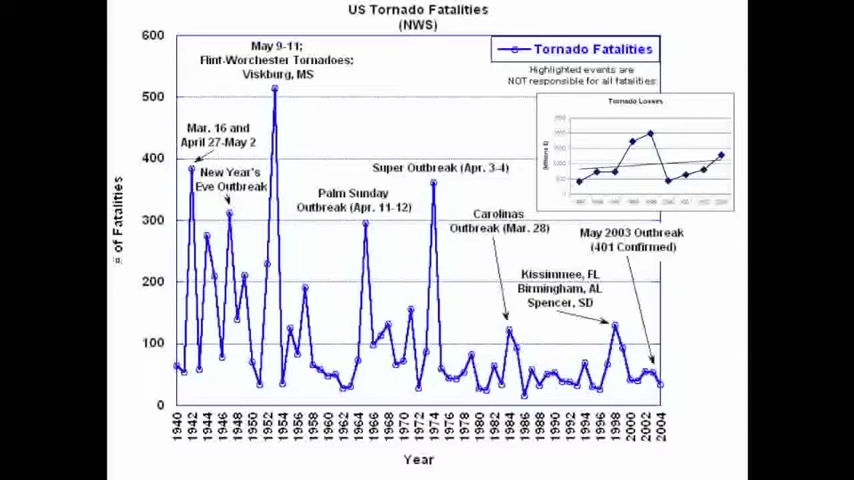 US Tornado Fatalities
(NWS)
600
500
400
300
200
100
0
# of Fatalities
May 9-11;
Flint-Worchester Tornadoes;
Viskburg, MS
Mar. 16 and
April 27-May 2
New Year's
Eve Outbreak
Palm Sunday
Outbreak (Apr. 11-12)
Super Outbreak (Apr. 3-4)
Carolinas
Outbreak (Mar. 28)
Kissimmee, FL
Birmingham, AL
Spencer, SD
May 2003 Outbreak
(401 Confirmed)
Tornado Fatalities
Highlighted events are
NOT responsible for all fatalities
Tornado Losses
1940 1942 1944 1946 1948 1950 1952 1954 1956 1958 1960 1962 1964 1966 1968 1970 1972 1974 1976 1978 1980 1982 1984 1986 1988 1990 1992 1994 1996 1998 2000 2002 2004
Year